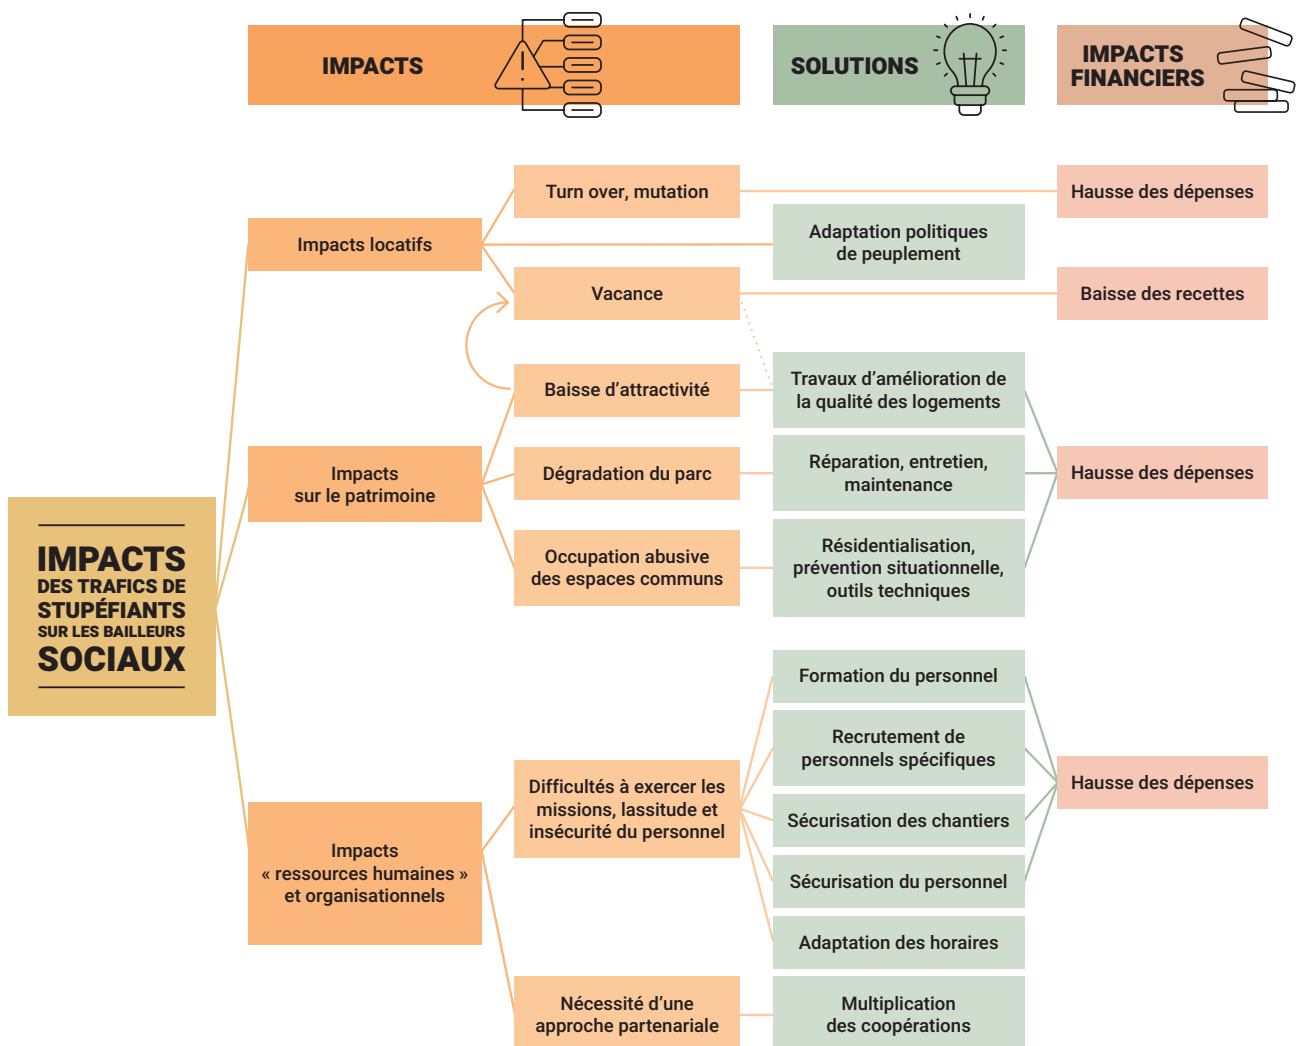 IMPACTS
SOLUTIONS
IMPACTS
FINANCIERS
Turn over, mutation
Hausse des dépenses
Impacts locatifs
Adaptation politiques
de peuplement
Vacance
Baisse des recettes
Baisse d’attractivité
Travaux d’amélioration de
la qualité des logements
Impacts
sur le patrimoine
Dégradation du parc
Réparation, entretien,
maintenance
Hausse des dépenses
Occupation abusive
des espaces communs
Résidentialisation,
prévention situationnelle,
outils techniques
IMPACTS
DES TRAFICS DE
STUPÉFIANTS
SUR LES BAILLEURS
SOCIAUX
Formation du personnel
Recrutement de
personnels spécifiques
Difficultés à exercer les
missions, lassitude et
insécurité du personnel
Hausse des dépenses
Sécurisation des chantiers
Impacts
« ressources humaines »
et organisationnels
Sécurisation du personnel
Adaptation des horaires
Nécessité d’une
approche partenariale
Multiplication
des coopérations